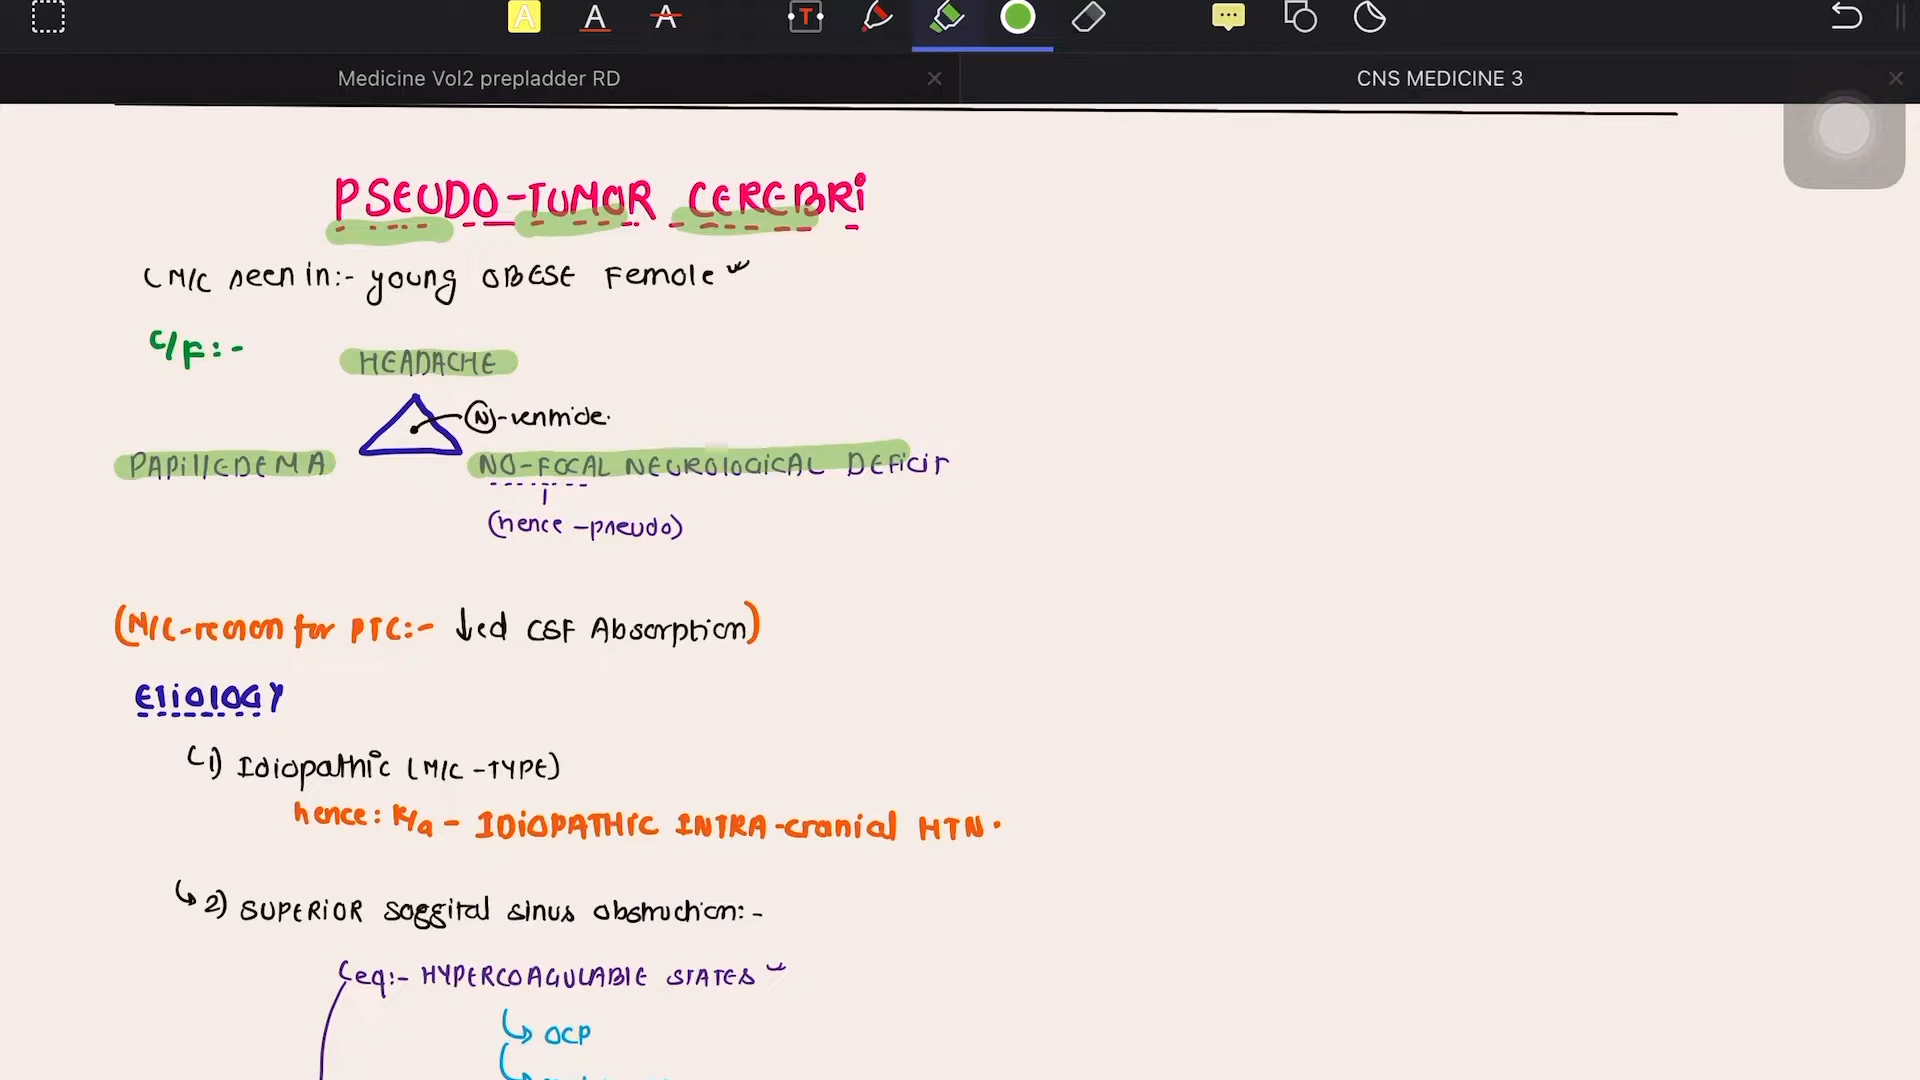 Medicine Vol2 prepladder RD
CNS MEDICINE 3
PSEUDO-TUMOR CEREBRI
M/C seen in:- young OBESE Female
C/F:-
HEADACHE
N-ventricle.
PAPillEDEMA
NO-FOCAL NEUROlOGiCAL DEFicit
(hence -pseudo)
(M/C-reason for PTC:- ↓ed CSF Absorption)
ETiOlOGY
1) Idiopathic (M/C -TYPE)
hence: K/a - IDiOPATHiC INTRA-cranial HTN.
2) SUPERiOR Saggital sinus obstruction:-
eg:- HYPERCOAGULABlE STATES
OCP